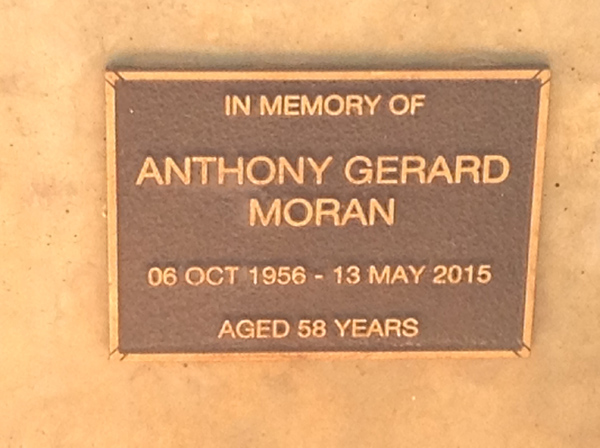 IN MEMORY OF
ANTHONY GERARD
MORAN
06 OCT 1956 - 13 MAY 2015
AGED 58 YEARS